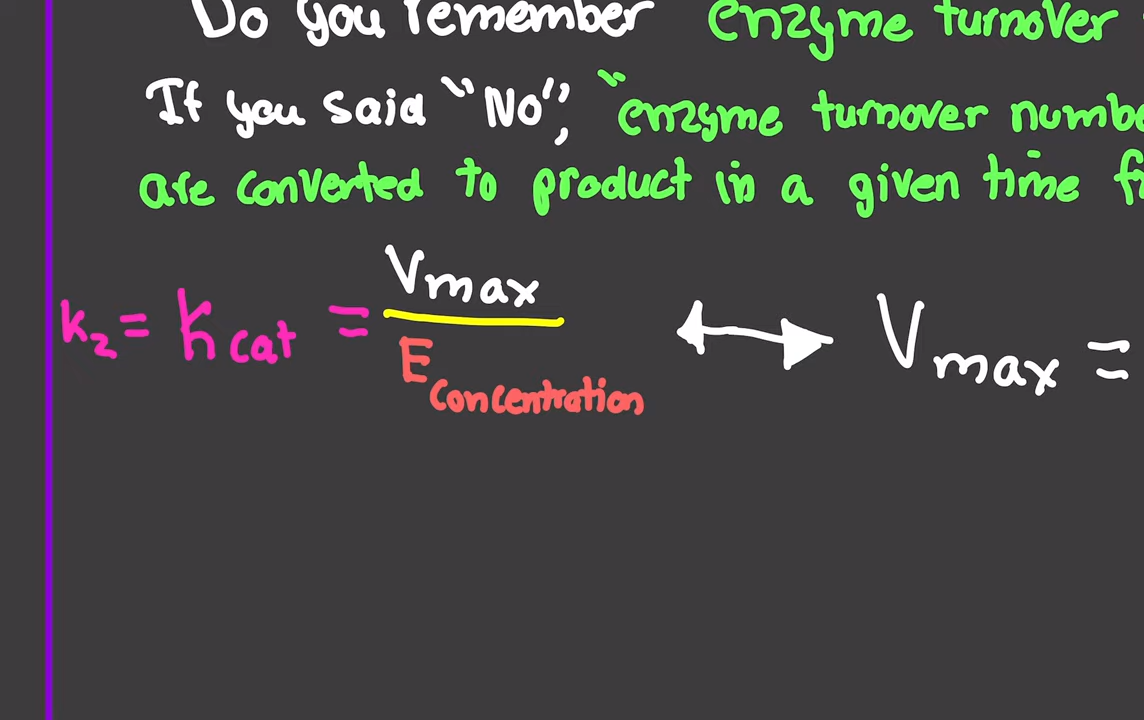 Do you remember enzyme turnover
If you said "No", "enzyme turnover numbe
are converted to product in a given time f
k₂ = kcat = Vmax / E concentration ↔ Vmax =